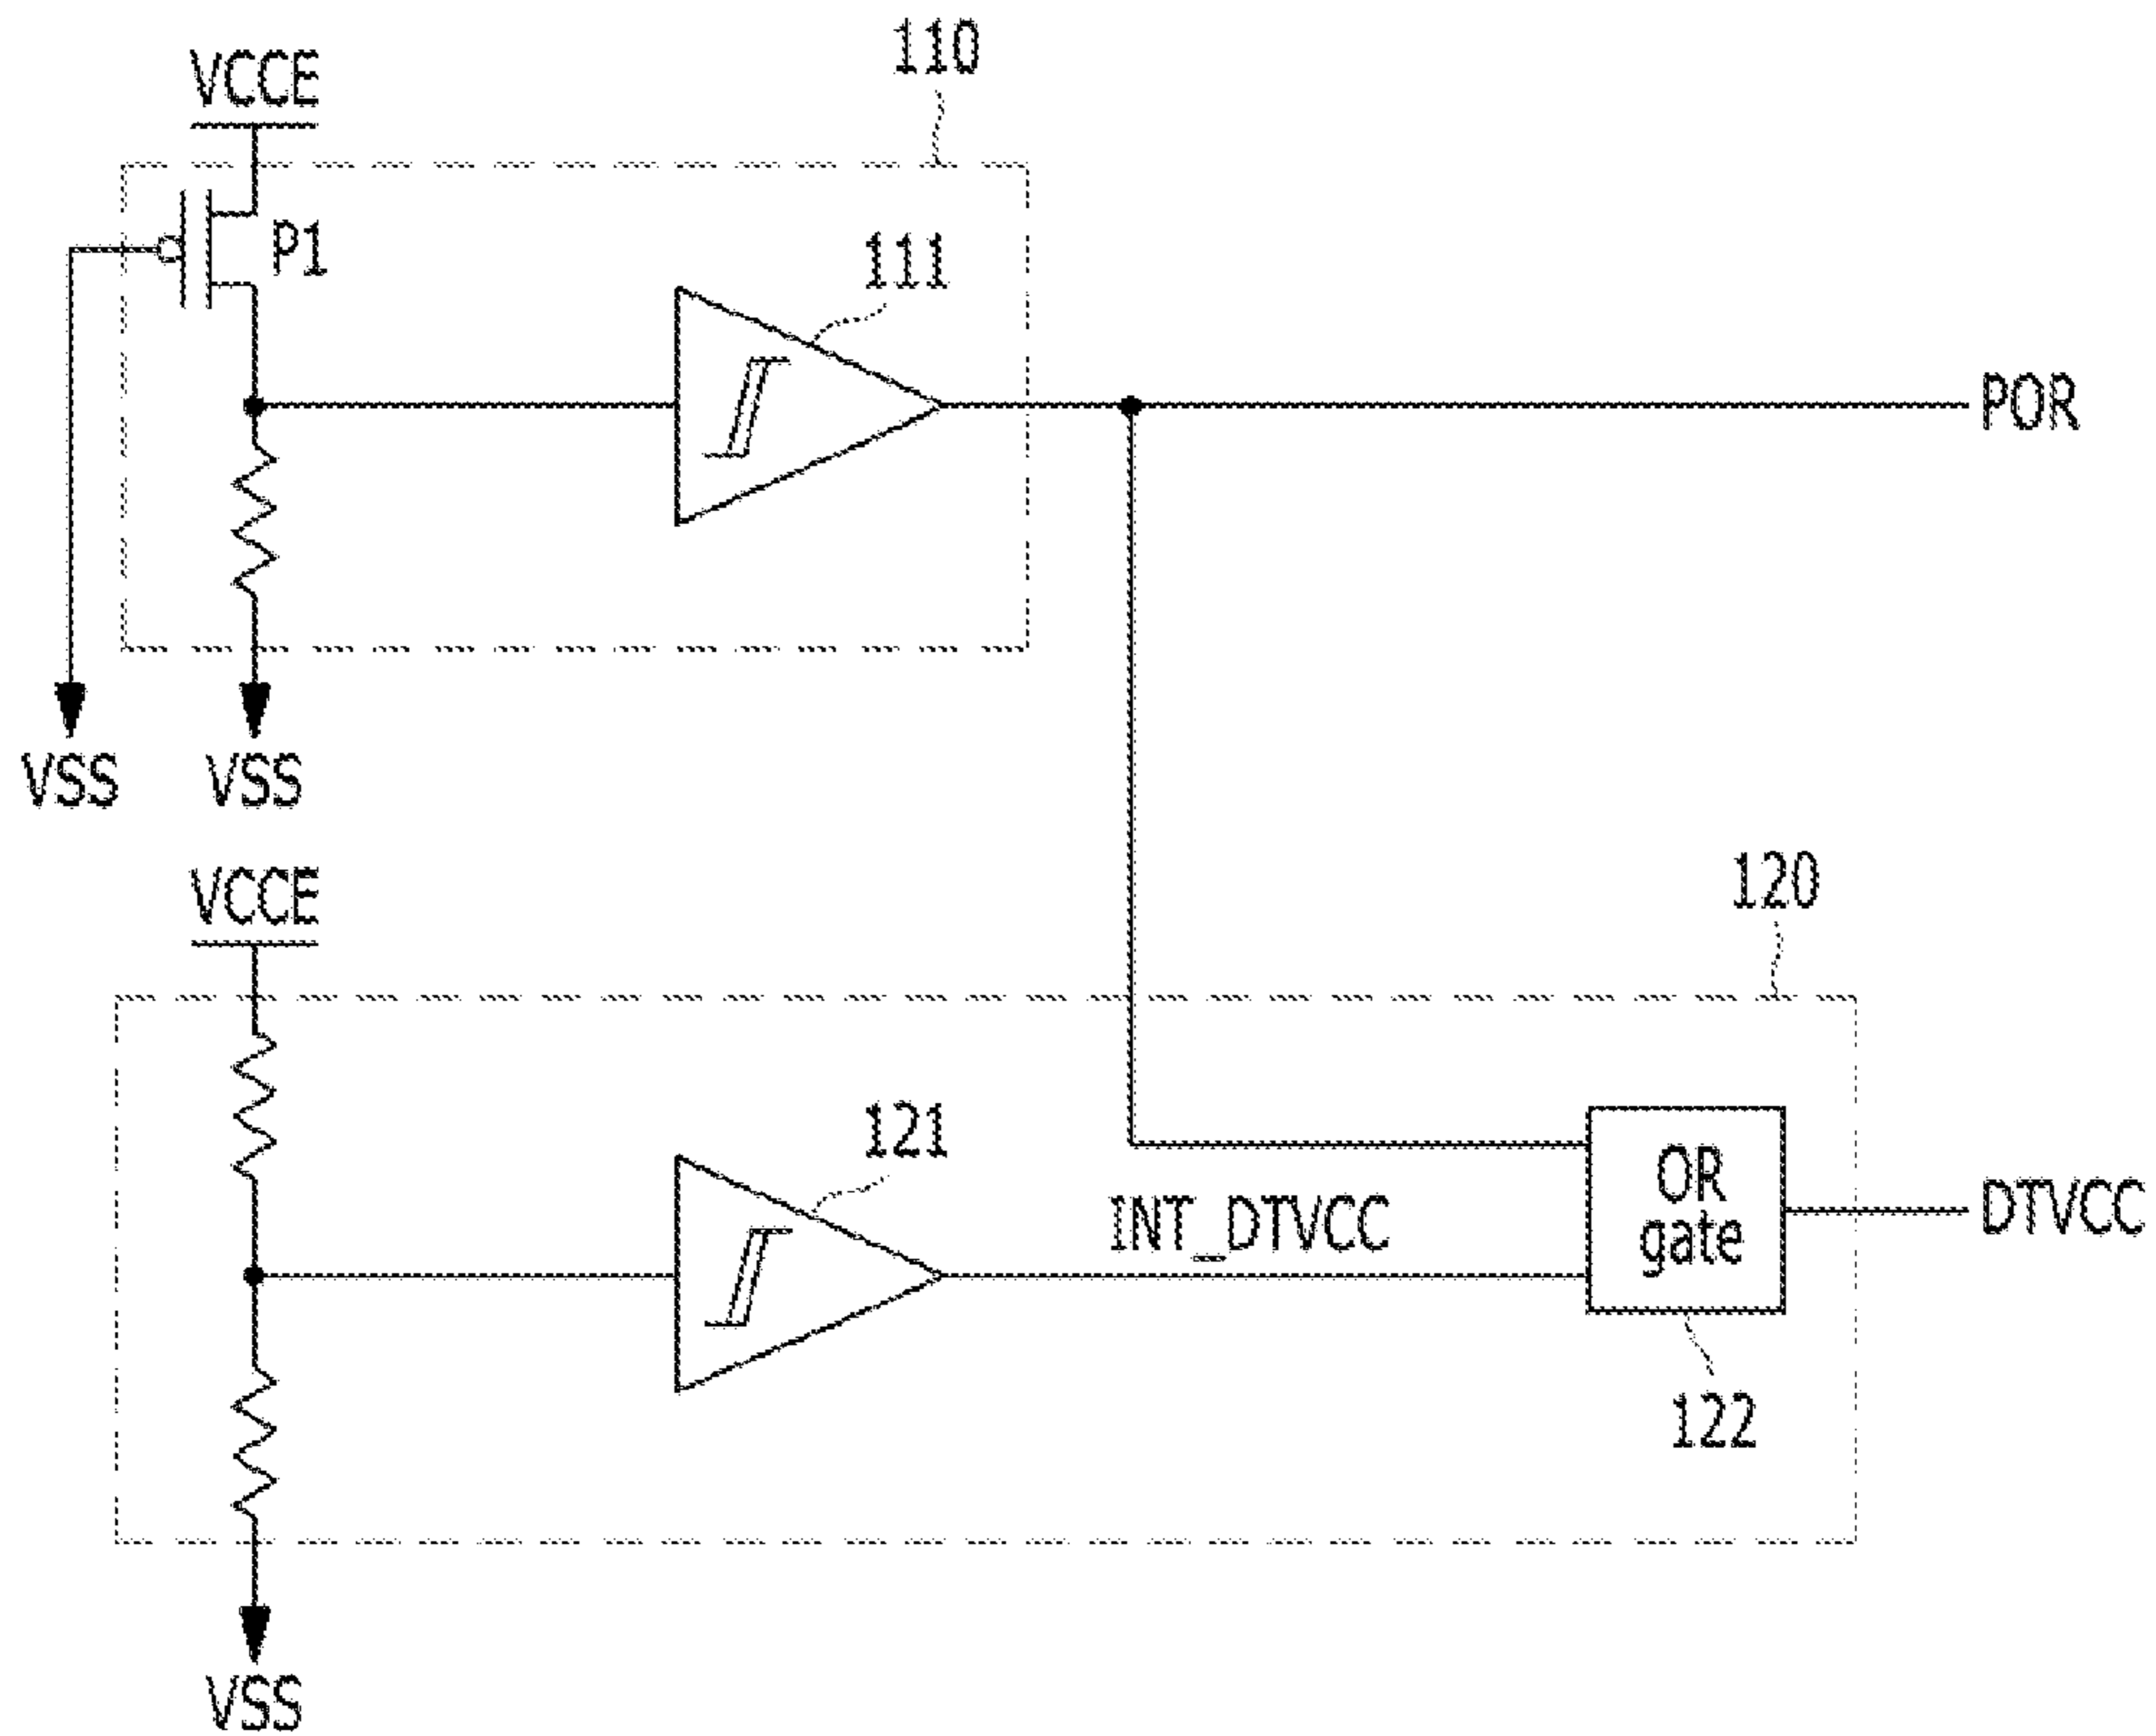 110
VCCE
P1
111
POR
VSS
VSS
VCCE
120
121
INT_DTVCC
OR
gate
DTVCC
122
VSS